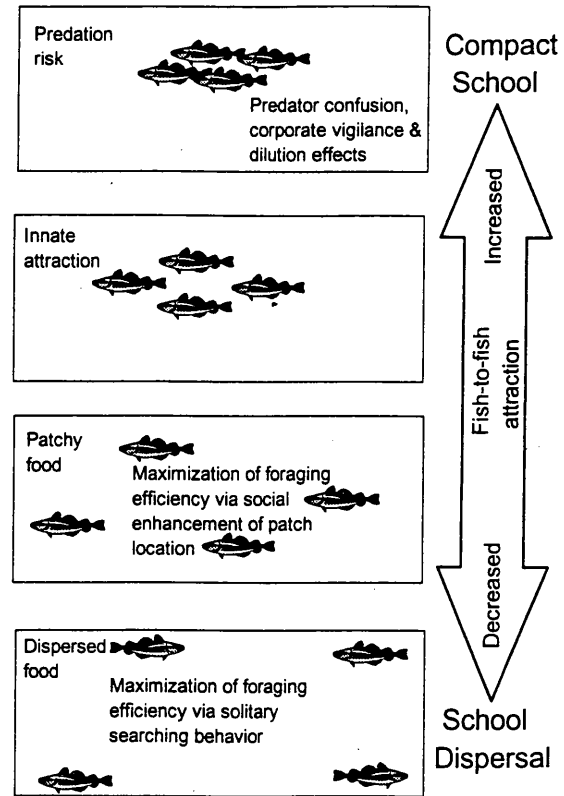 Predation
risk
Predator confusion,
corporate vigilance &
dilution effects
Innate
attraction
Patchy
food
Maximization of foraging
efficiency via social
enhancement of patch
location
Dispersed
food
Maximization of foraging
efficiency via solitary
searching behavior
Compact
School
Increased
Fish-to-fish
attraction
Decreased
School
Dispersal